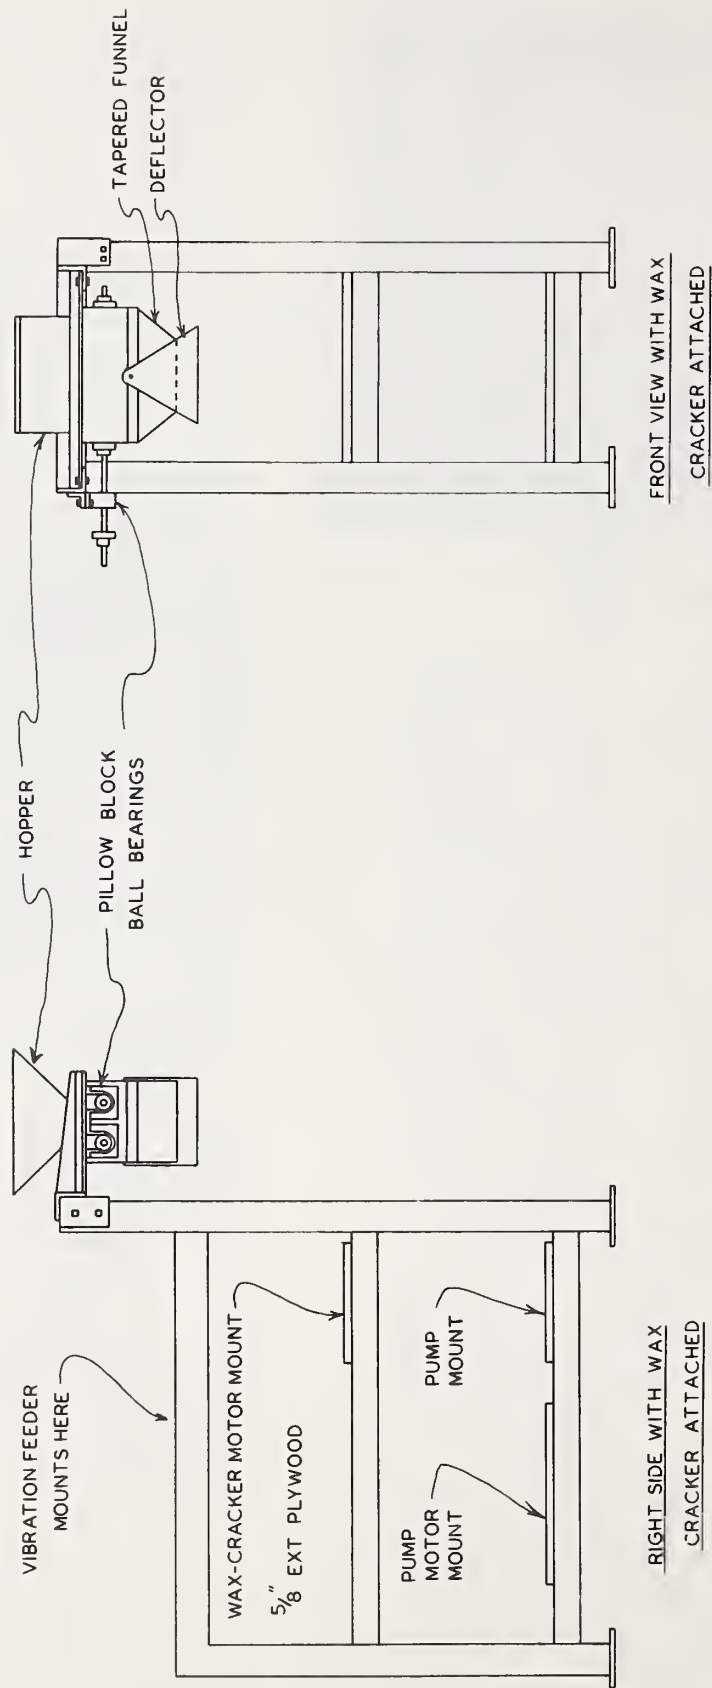 VIBRATION FEEDER
MOUNTS HERE
HOPPER
PILLOW BLOCK
BALL BEARINGS
TAPERED FUNNEL
DEFLECTOR
WAX-CRACKER MOTOR MOUNT
5/8" EXT PLYWOOD
PUMP
MOTOR
MOUNT
PUMP
MOUNT
RIGHT SIDE WITH WAX
CRACKER ATTACHED
FRONT VIEW WITH WAX
CRACKER ATTACHED